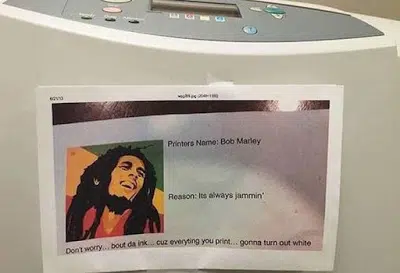 Printers Name: Bob Marley
Reason: Its always jammin'
Don't worry... bout da ink... cuz everyting you print... gonna turn out white